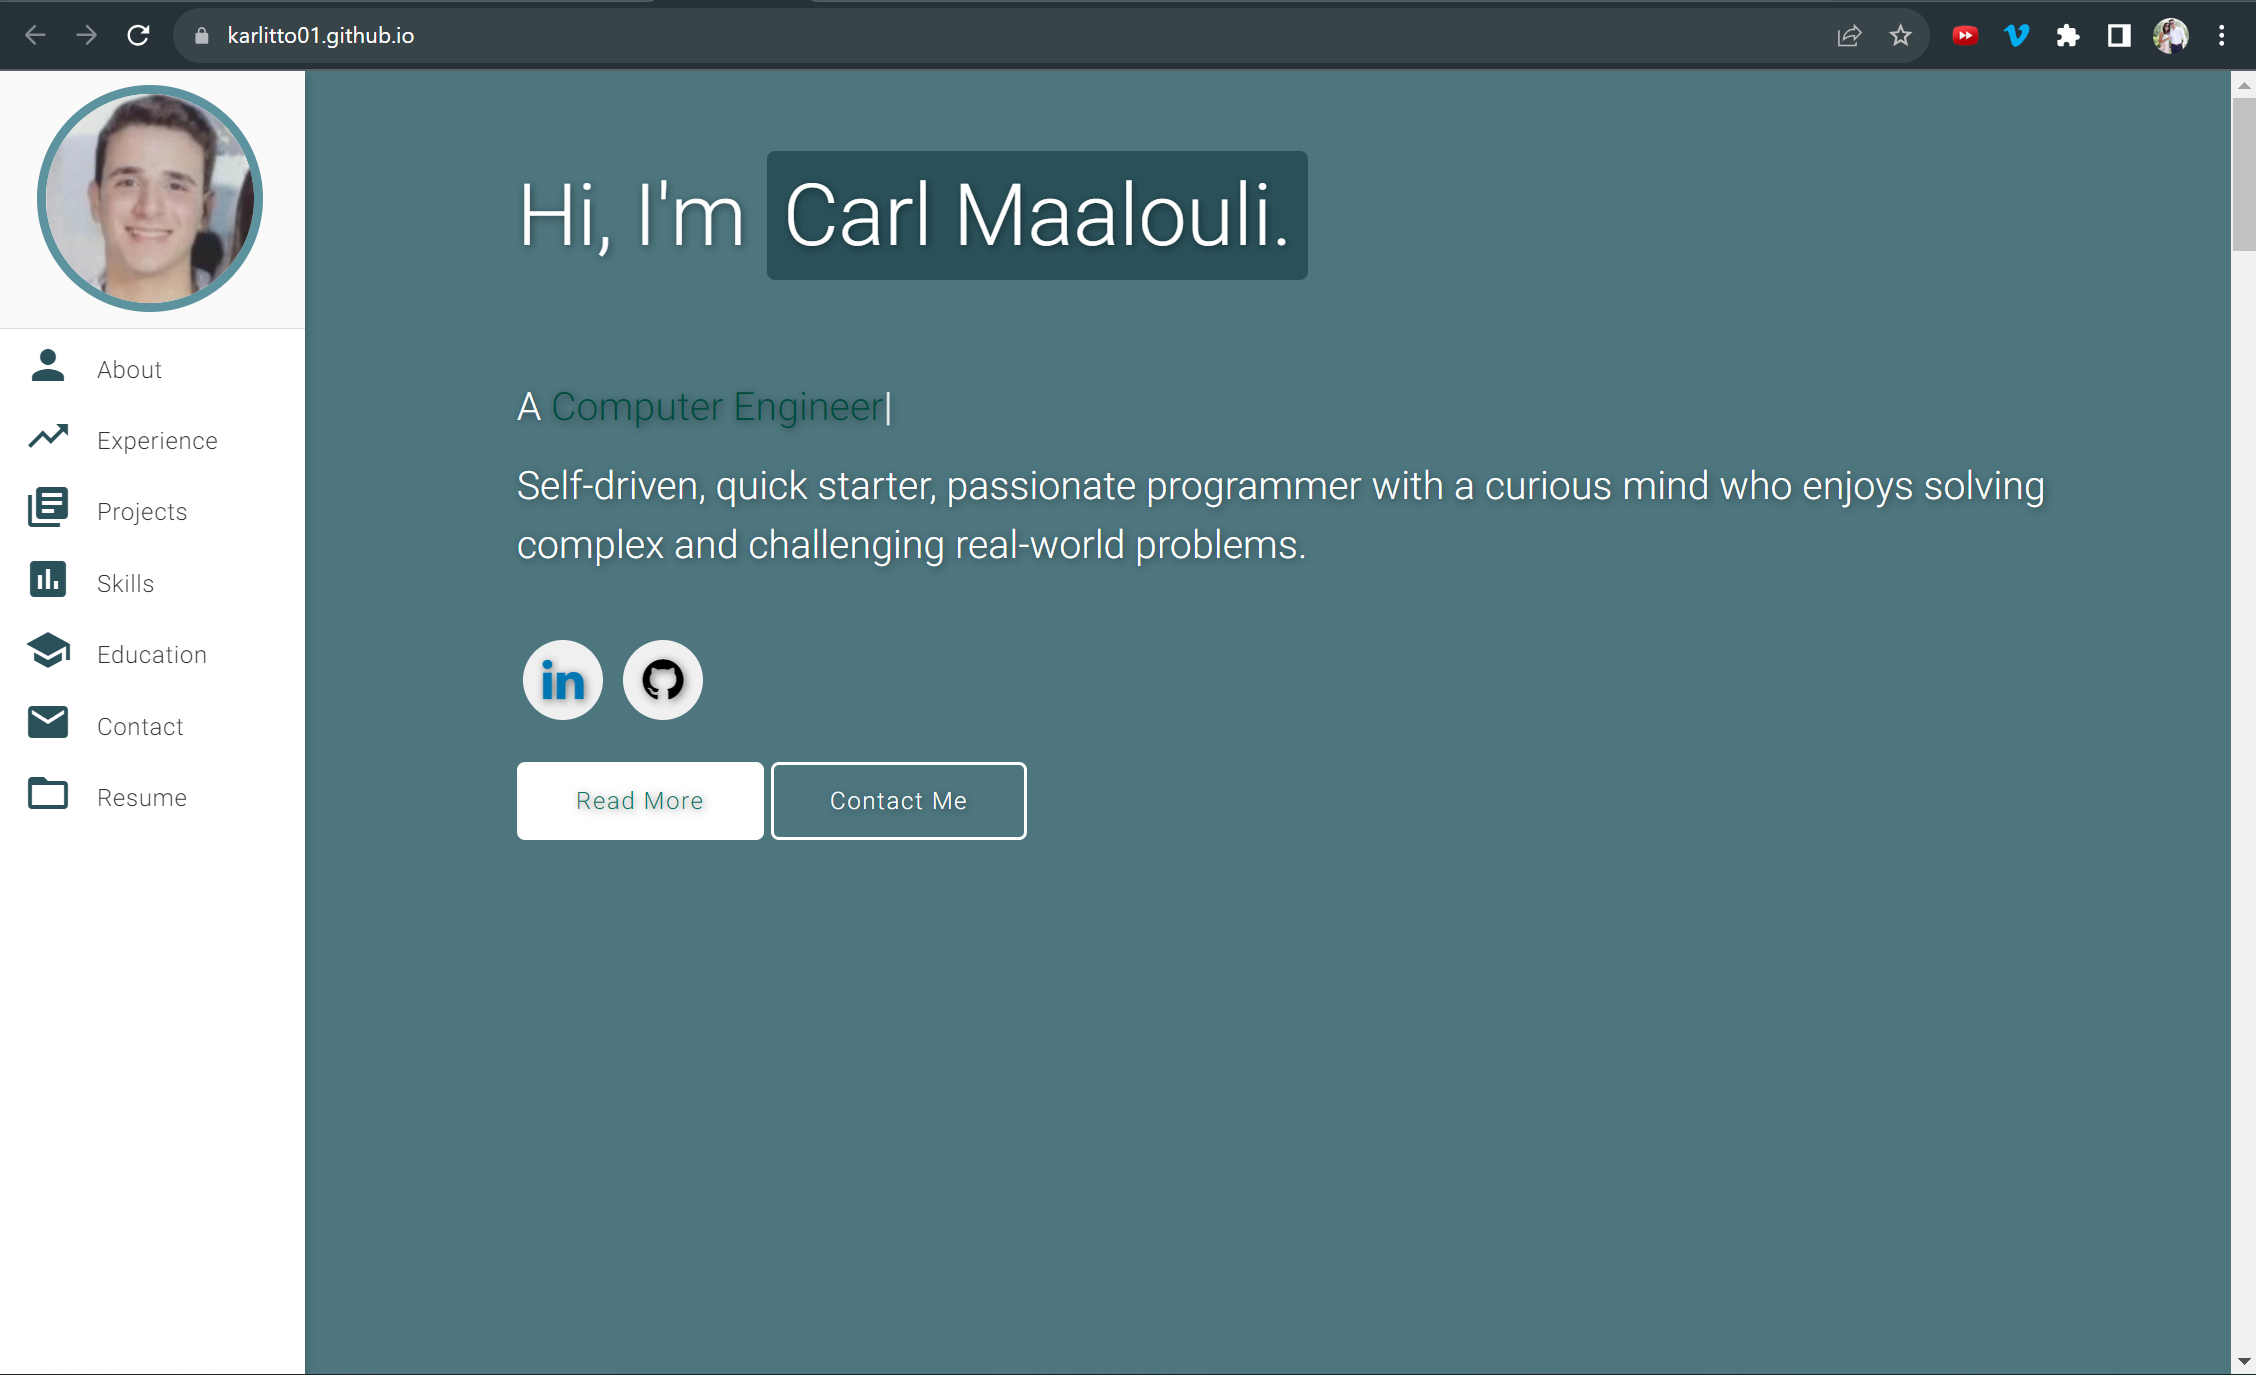 karlitto01.github.io
Hi, I'm Carl Maalouli.
About
Experience
Projects
Skills
Education
Contact
Resume
A Computer Engineer|
Self-driven, quick starter, passionate programmer with a curious mind who enjoys solving
complex and challenging real-world problems.
in
Read More
Contact Me